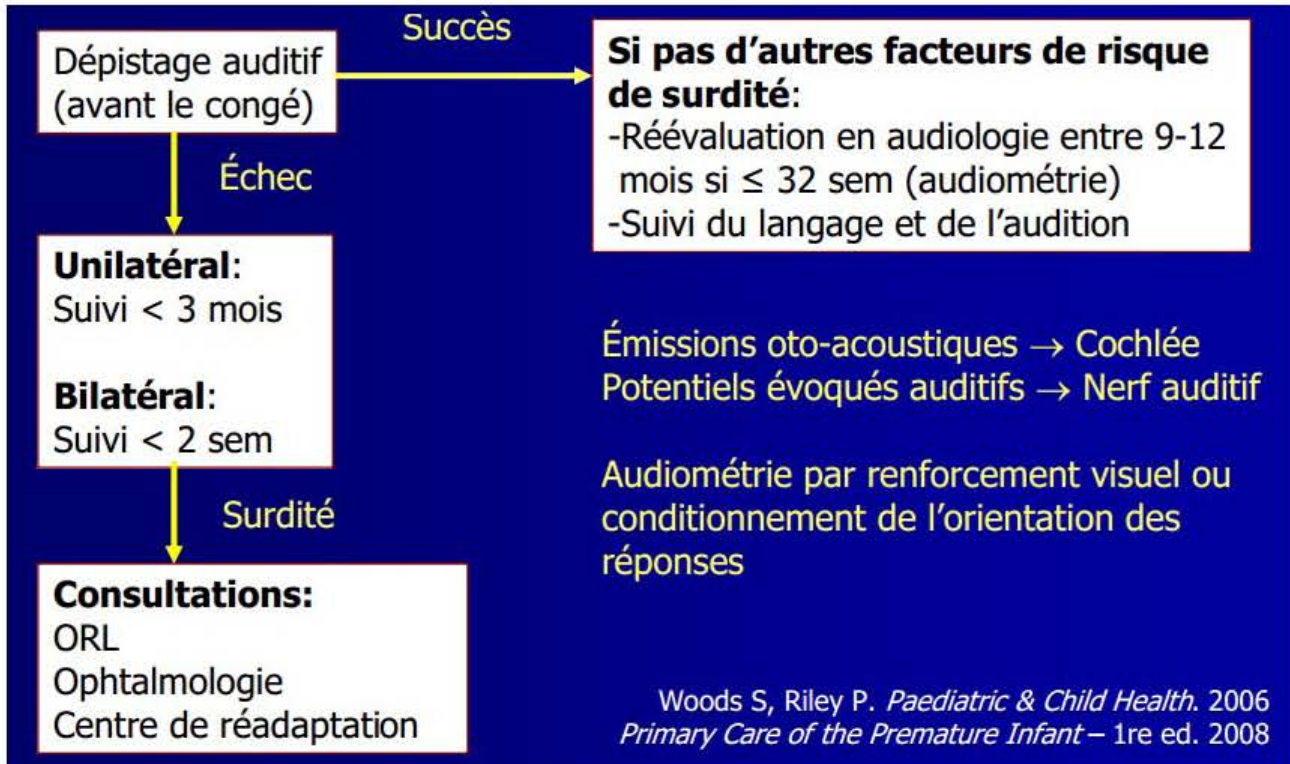 Dépistage auditif
(avant le congé)
Succès
Si pas d'autres facteurs de risque
de surdité:
-Réévaluation en audiologie entre 9-12
mois si ≤ 32 sem (audiométrie)
-Suivi du langage et de l'audition
Échec
Unilatéral:
Suivi < 3 mois
Bilatéral:
Suivi < 2 sem
Surdité
Consultations:
ORL
Ophtalmologie
Centre de réadaptation
Émissions oto-acoustiques → Cochlée
Potentiels évoqués auditifs → Nerf auditif
Audiométrie par renforcement visuel ou
conditionnement de l'orientation des
réponses
Woods S, Riley P. Paediatric & Child Health. 2006
Primary Care of the Premature Infant – 1re ed. 2008